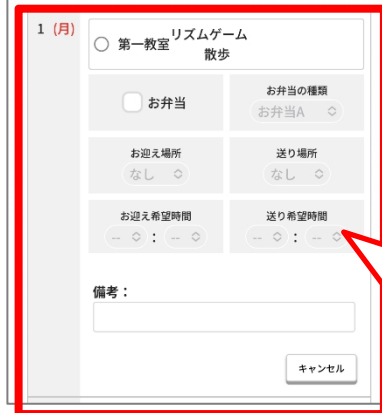 1 (月)
第一教室 リズムゲーム
散歩
お弁当
お弁当の種類
お弁当A
お迎え場所
送り場所
なし
なし
お迎え希望時間
送り希望時間
-- : --
-- : --
備考：
キャンセル